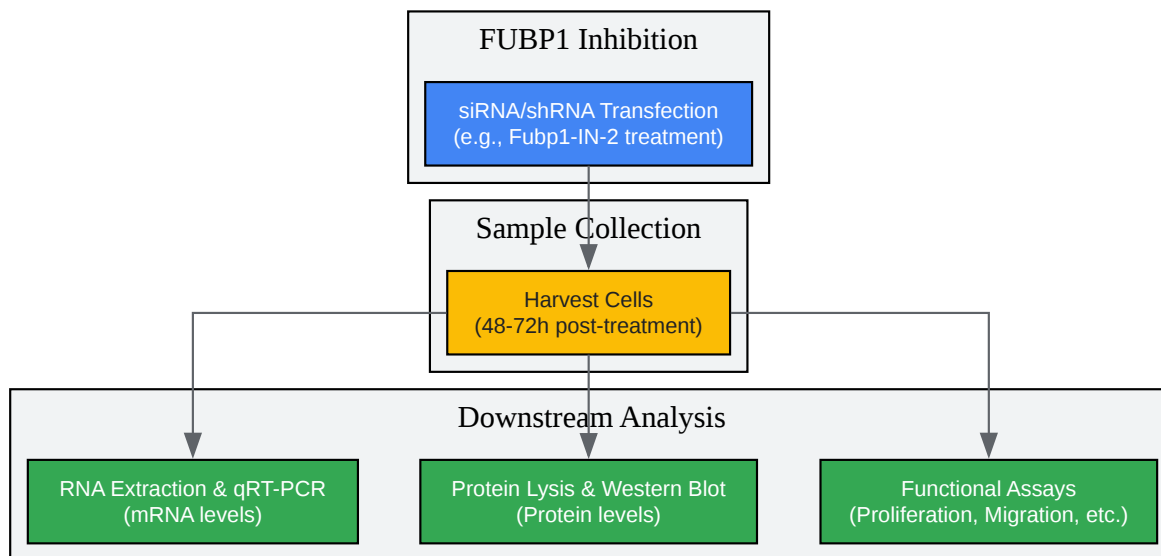 FUBP1 Inhibition
siRNA/shRNA Transfection
(e.g., Fubp1-IN-2 treatment)
Sample Collection
Harvest Cells
(48-72h post-treatment)
Downstream Analysis
RNA Extraction & qRT-PCR
(mRNA levels)
Protein Lysis & Western Blot
(Protein levels)
Functional Assays
(Proliferation, Migration, etc.)